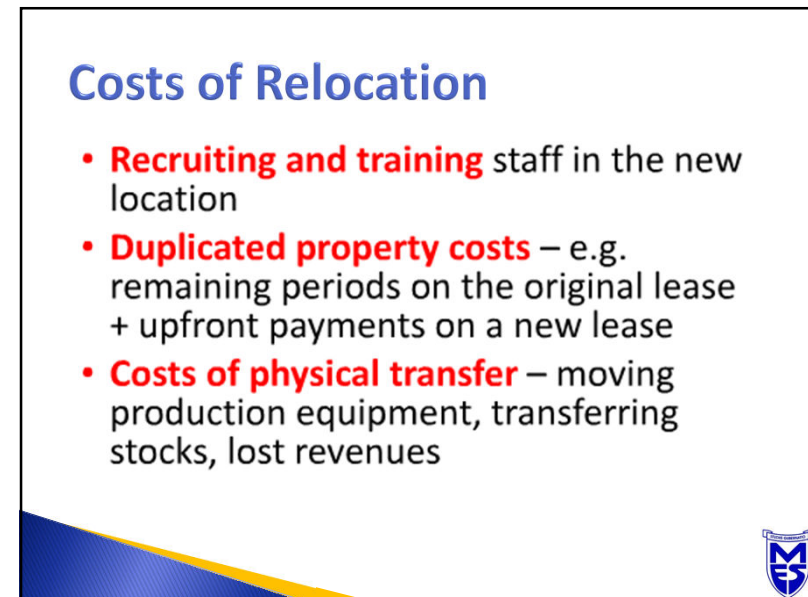 Costs of Relocation
• Recruiting and training staff in the new
location
• Duplicated property costs – e.g.
remaining periods on the original lease
+ upfront payments on a new lease
• Costs of physical transfer – moving
production equipment, transferring
stocks, lost revenues
MES